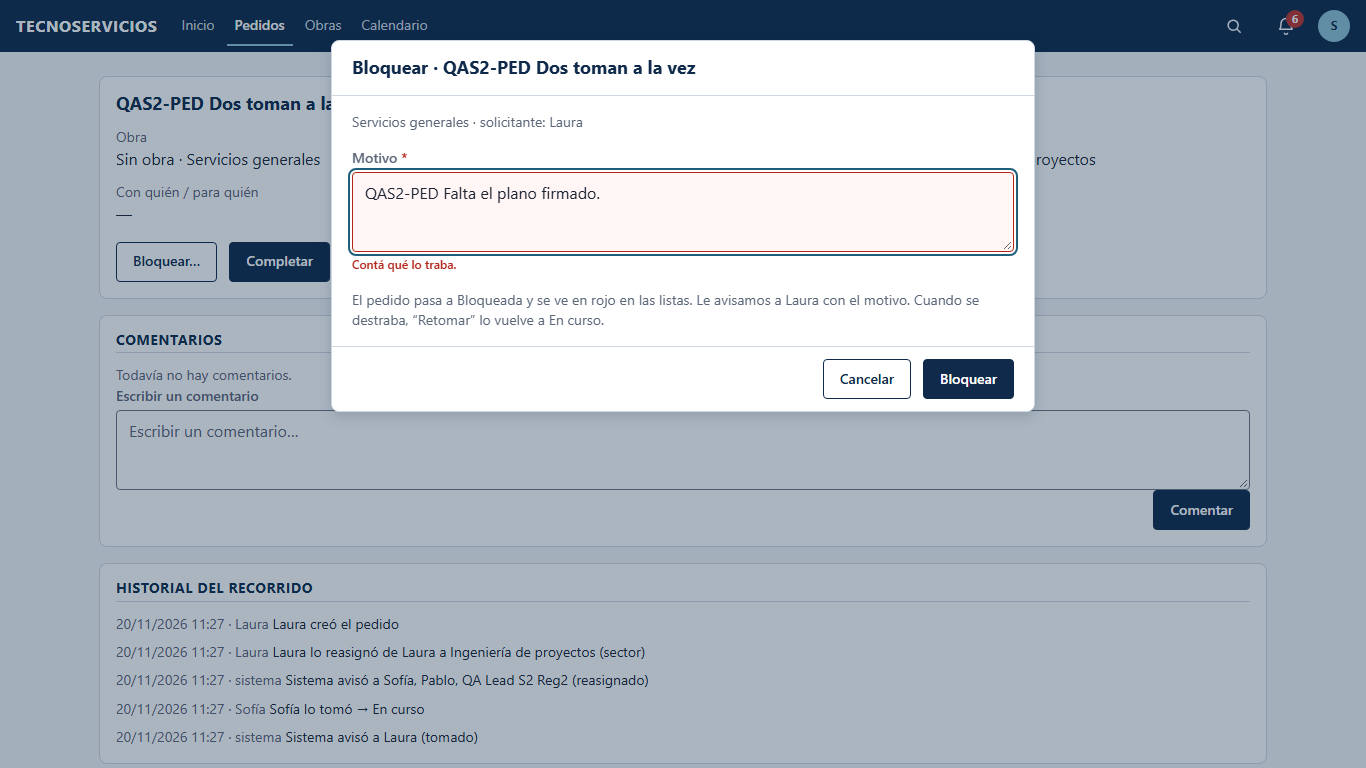 TECNOSERVICIOS Inicio Pedidos Obras Calendario 6 S
Bloquear · QAS2-PED Dos toman a la vez
Servicios generales · solicitante: Laura
Motivo *
QAS2-PED Falta el plano firmado.
Contá qué lo traba.
El pedido pasa a Bloqueada y se ve en rojo en las listas. Le avisamos a Laura con el motivo. Cuando se
destraba, “Retomar” lo vuelve a En curso.
Cancelar Bloquear
QAS2-PED Dos toman a la
Obra
Sin obra · Servicios generales
royectos
Con quién / para quién
—
Bloquear... Completar
COMENTARIOS
Todavía no hay comentarios.
Escribir un comentario
Escribir un comentario...
Comentar
HISTORIAL DEL RECORRIDO
20/11/2026 11:27 · Laura Laura creó el pedido
20/11/2026 11:27 · Laura Laura lo reasignó de Laura a Ingeniería de proyectos (sector)
20/11/2026 11:27 · sistema Sistema avisó a Sofía, Pablo, QA Lead S2 Reg2 (reasignado)
20/11/2026 11:27 · Sofía Sofía lo tomó → En curso
20/11/2026 11:27 · sistema Sistema avisó a Laura (tomado)